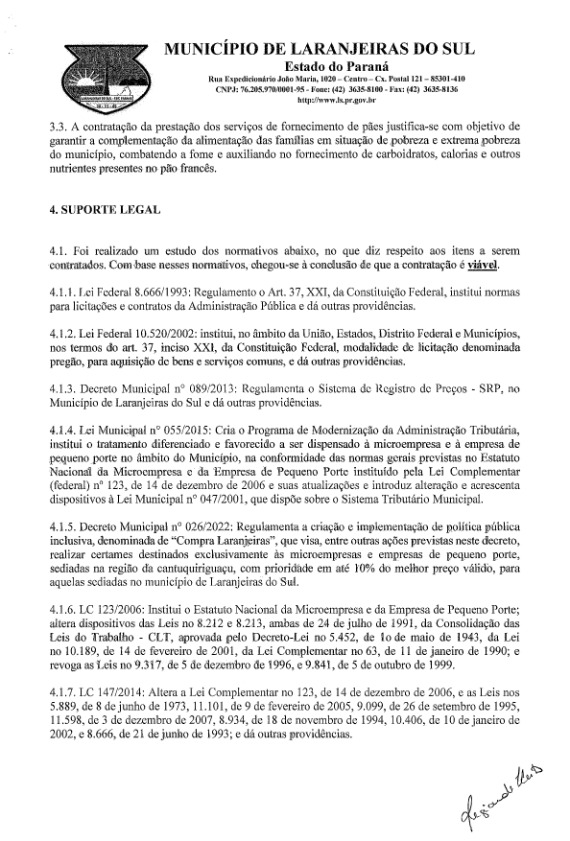 MUNICÍPIO DE LARANJEIRAS DO SUL
Estado do Paraná
Rua Expedicionário João Maria, 1020 – Centro – Cx. Postal 121 – 85301-410
CNPJ: 76.205.970/0001-95 - Fone: (42) 3635-8100 - Fax: (42) 3635-8136
http://www.ls.pr.gov.br
3.3. A contratação da prestação dos serviços de fornecimento de pães justifica-se com objetivo de
garantir a complementação da alimentação das famílias em situação de pobreza e extrema pobreza
do município, combatendo a fome e auxiliando no fornecimento de carboidratos, calorias e outros
nutrientes presentes no pão francês.
4. SUPORTE LEGAL
4.1. Foi realizado um estudo dos normativos abaixo, no que diz respeito aos itens a serem
contratados. Com base nesses normativos, chegou-se à conclusão de que a contratação é viável.
4.1.1. Lei Federal 8.666/1993: Regulamento o Art. 37, XXI, da Constituição Federal, institui normas
para licitações e contratos da Administração Pública e dá outras providências.
4.1.2. Lei Federal 10.520/2002: institui, no âmbito da União, Estados, Distrito Federal e Municípios,
nos termos do art. 37, inciso XXI, da Constituição Federal, modalidade de licitação denominada
pregão, para aquisição de bens e serviços comuns, e dá outras providências.
4.1.3. Decreto Municipal nº 089/2013: Regulamenta o Sistema de Registro de Preços - SRP, no
Município de Laranjeiras do Sul e dá outras providências.
4.1.4. Lei Municipal nº 055/2015: Cria o Programa de Modernização da Administração Tributária,
institui o tratamento diferenciado e favorecido a ser dispensado à microempresa e à empresa de
pequeno porte no âmbito do Município, na conformidade das normas gerais previstas no Estatuto
Nacional da Microempresa e da Empresa de Pequeno Porte instituído pela Lei Complementar
(federal) nº 123, de 14 de dezembro de 2006 e suas atualizações e introduz alteração e acrescenta
dispositivos à Lei Municipal nº 047/2001, que dispõe sobre o Sistema Tributário Municipal.
4.1.5. Decreto Municipal nº 026/2022: Regulamenta a criação e implementação de política pública
inclusiva, denominada de “Compra Laranjeiras”, que visa, entre outras ações previstas neste decreto,
realizar certames destinados exclusivamente às microempresas e empresas de pequeno porte,
sediadas na região da cantuquiriguaçu, com prioridade em até 10% do melhor preço válido, para
aquelas sediadas no município de Laranjeiras do Sul.
4.1.6. LC 123/2006: Institui o Estatuto Nacional da Microempresa e da Empresa de Pequeno Porte;
altera dispositivos das Leis no 8.212 e 8.213, ambas de 24 de julho de 1991, da Consolidação das
Leis do Trabalho - CLT, aprovada pelo Decreto-Lei no 5.452, de 1o de maio de 1943, da Lei
no 10.189, de 14 de fevereiro de 2001, da Lei Complementar no 63, de 11 de janeiro de 1990; e
revoga as Leis no 9.317, de 5 de dezembro de 1996, e 9.841, de 5 de outubro de 1999.
4.1.7. LC 147/2014: Altera a Lei Complementar no 123, de 14 de dezembro de 2006, e as Leis nos
5.889, de 8 de junho de 1973, 11.101, de 9 de fevereiro de 2005, 9.099, de 26 de setembro de 1995,
11.598, de 3 de dezembro de 2007, 8.934, de 18 de novembro de 1994, 10.406, de 10 de janeiro de
2002, e 8.666, de 21 de junho de 1993; e dá outras providências.